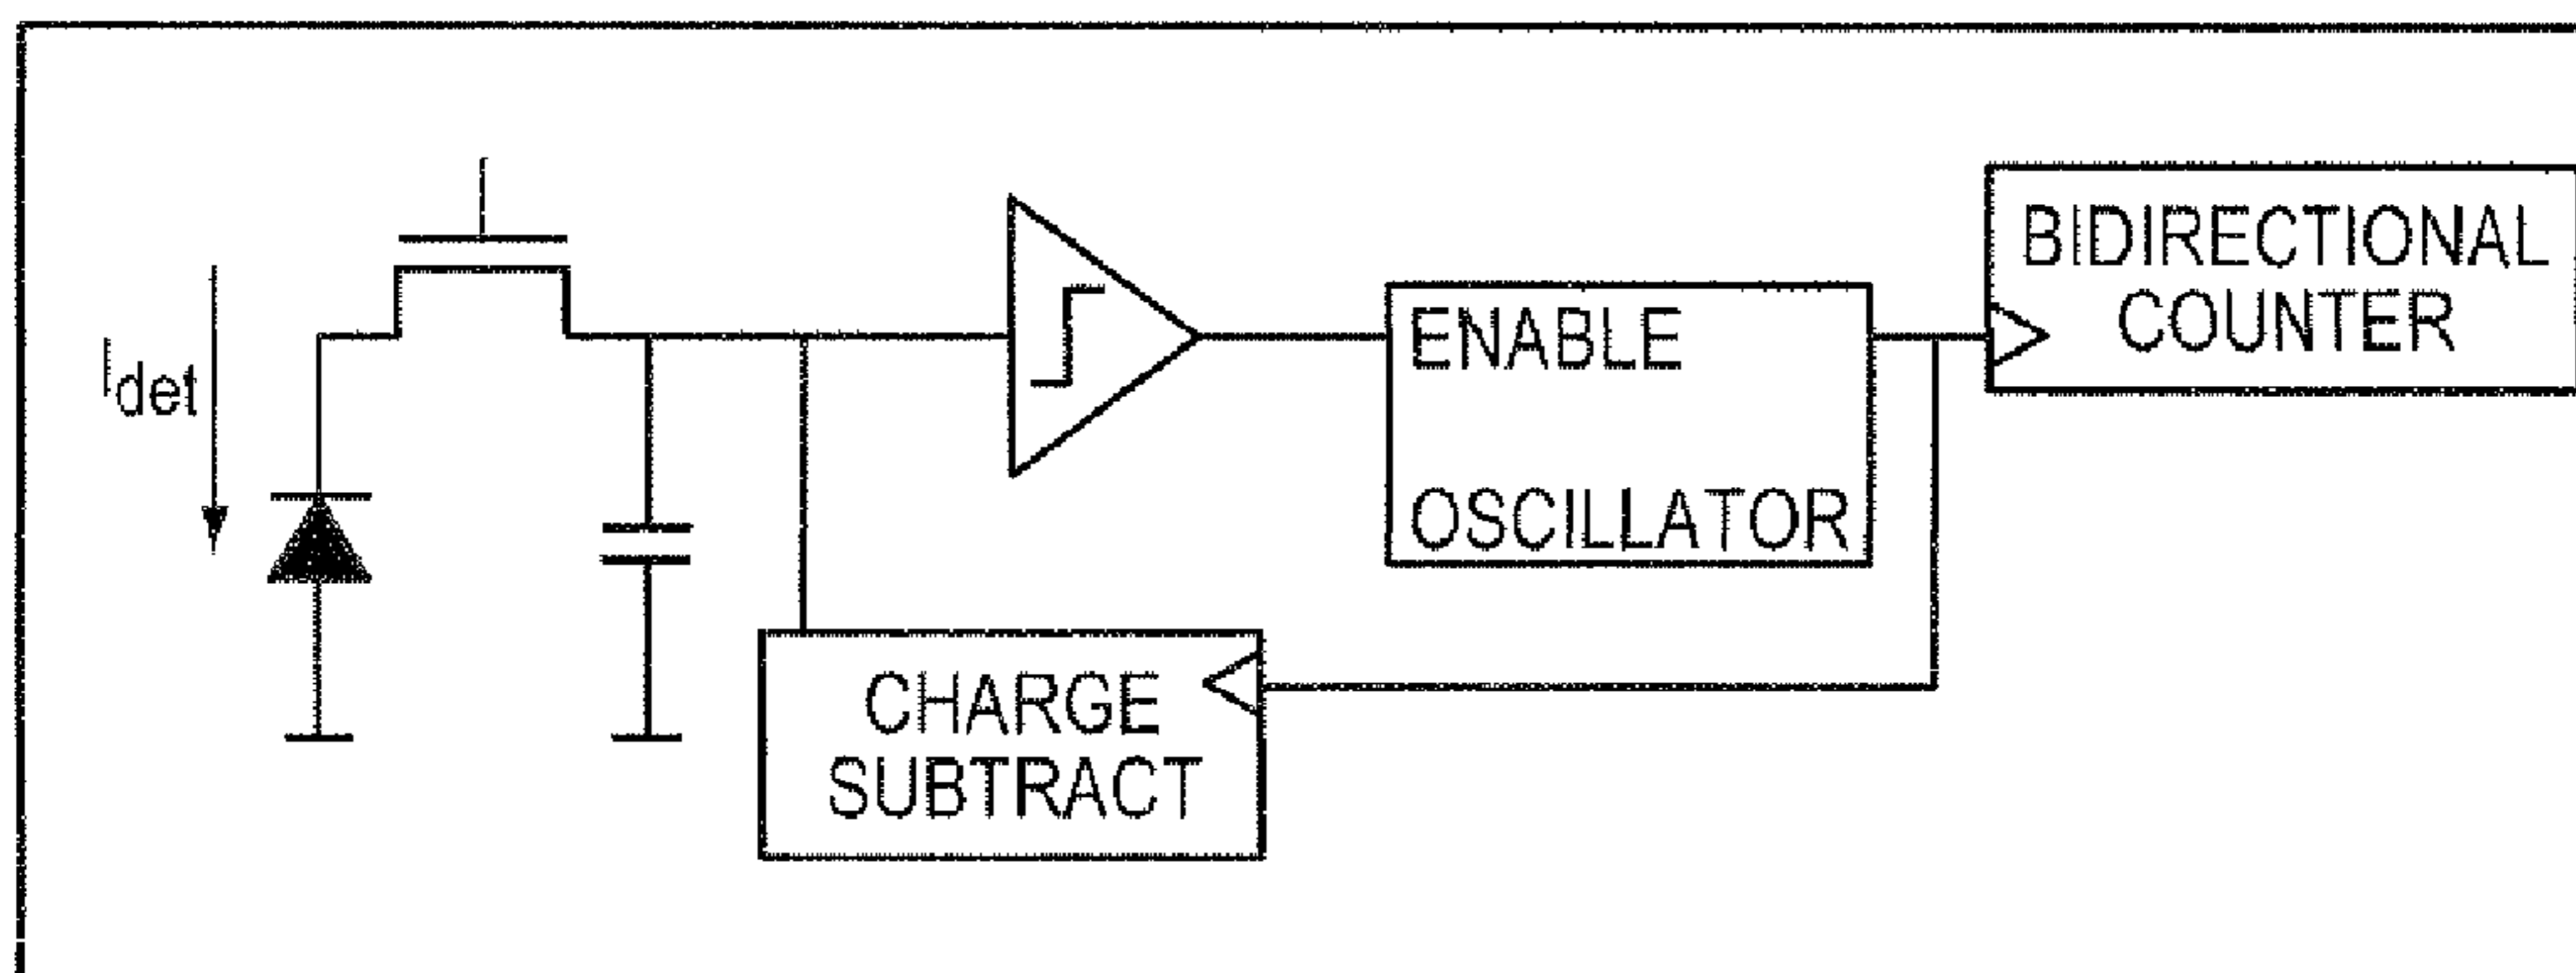 I_det
ENABLE
OSCILLATOR
BIDIRECTIONAL
COUNTER
CHARGE
SUBTRACT